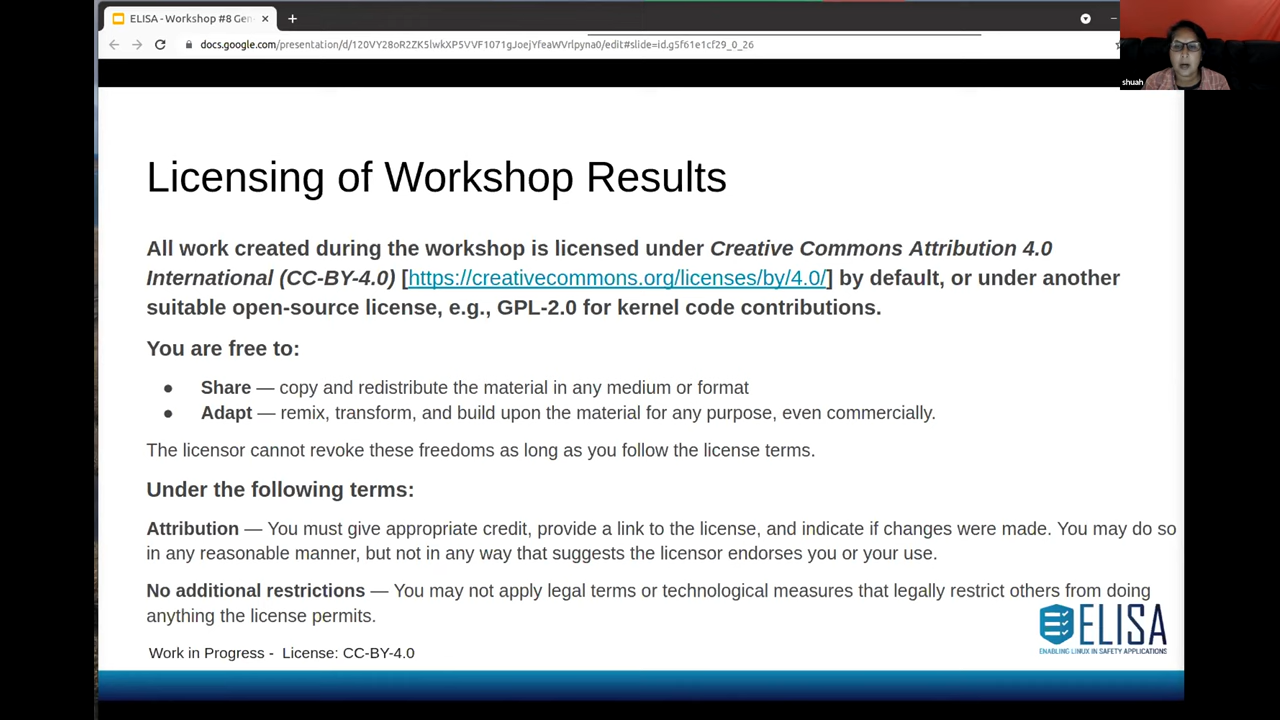 ELISA - Workshop #8 Gen
docs.google.com/presentation/d/120VY28oR2ZK5lwkXP5VVF1071gJoejYfeaWVrlpyna0/edit#slide=id.g5f61e1cf29_0_26
shuah
Licensing of Workshop Results
All work created during the workshop is licensed under Creative Commons Attribution 4.0
International (CC-BY-4.0) [https://creativecommons.org/licenses/by/4.0/] by default, or under another
suitable open-source license, e.g., GPL-2.0 for kernel code contributions.
You are free to:
● Share — copy and redistribute the material in any medium or format
● Adapt — remix, transform, and build upon the material for any purpose, even commercially.
The licensor cannot revoke these freedoms as long as you follow the license terms.
Under the following terms:
Attribution — You must give appropriate credit, provide a link to the license, and indicate if changes were made. You may do so
in any reasonable manner, but not in any way that suggests the licensor endorses you or your use.
No additional restrictions — You may not apply legal terms or technological measures that legally restrict others from doing
anything the license permits.
ELISA
ENABLING LINUX IN SAFETY APPLICATIONS
Work in Progress - License: CC-BY-4.0